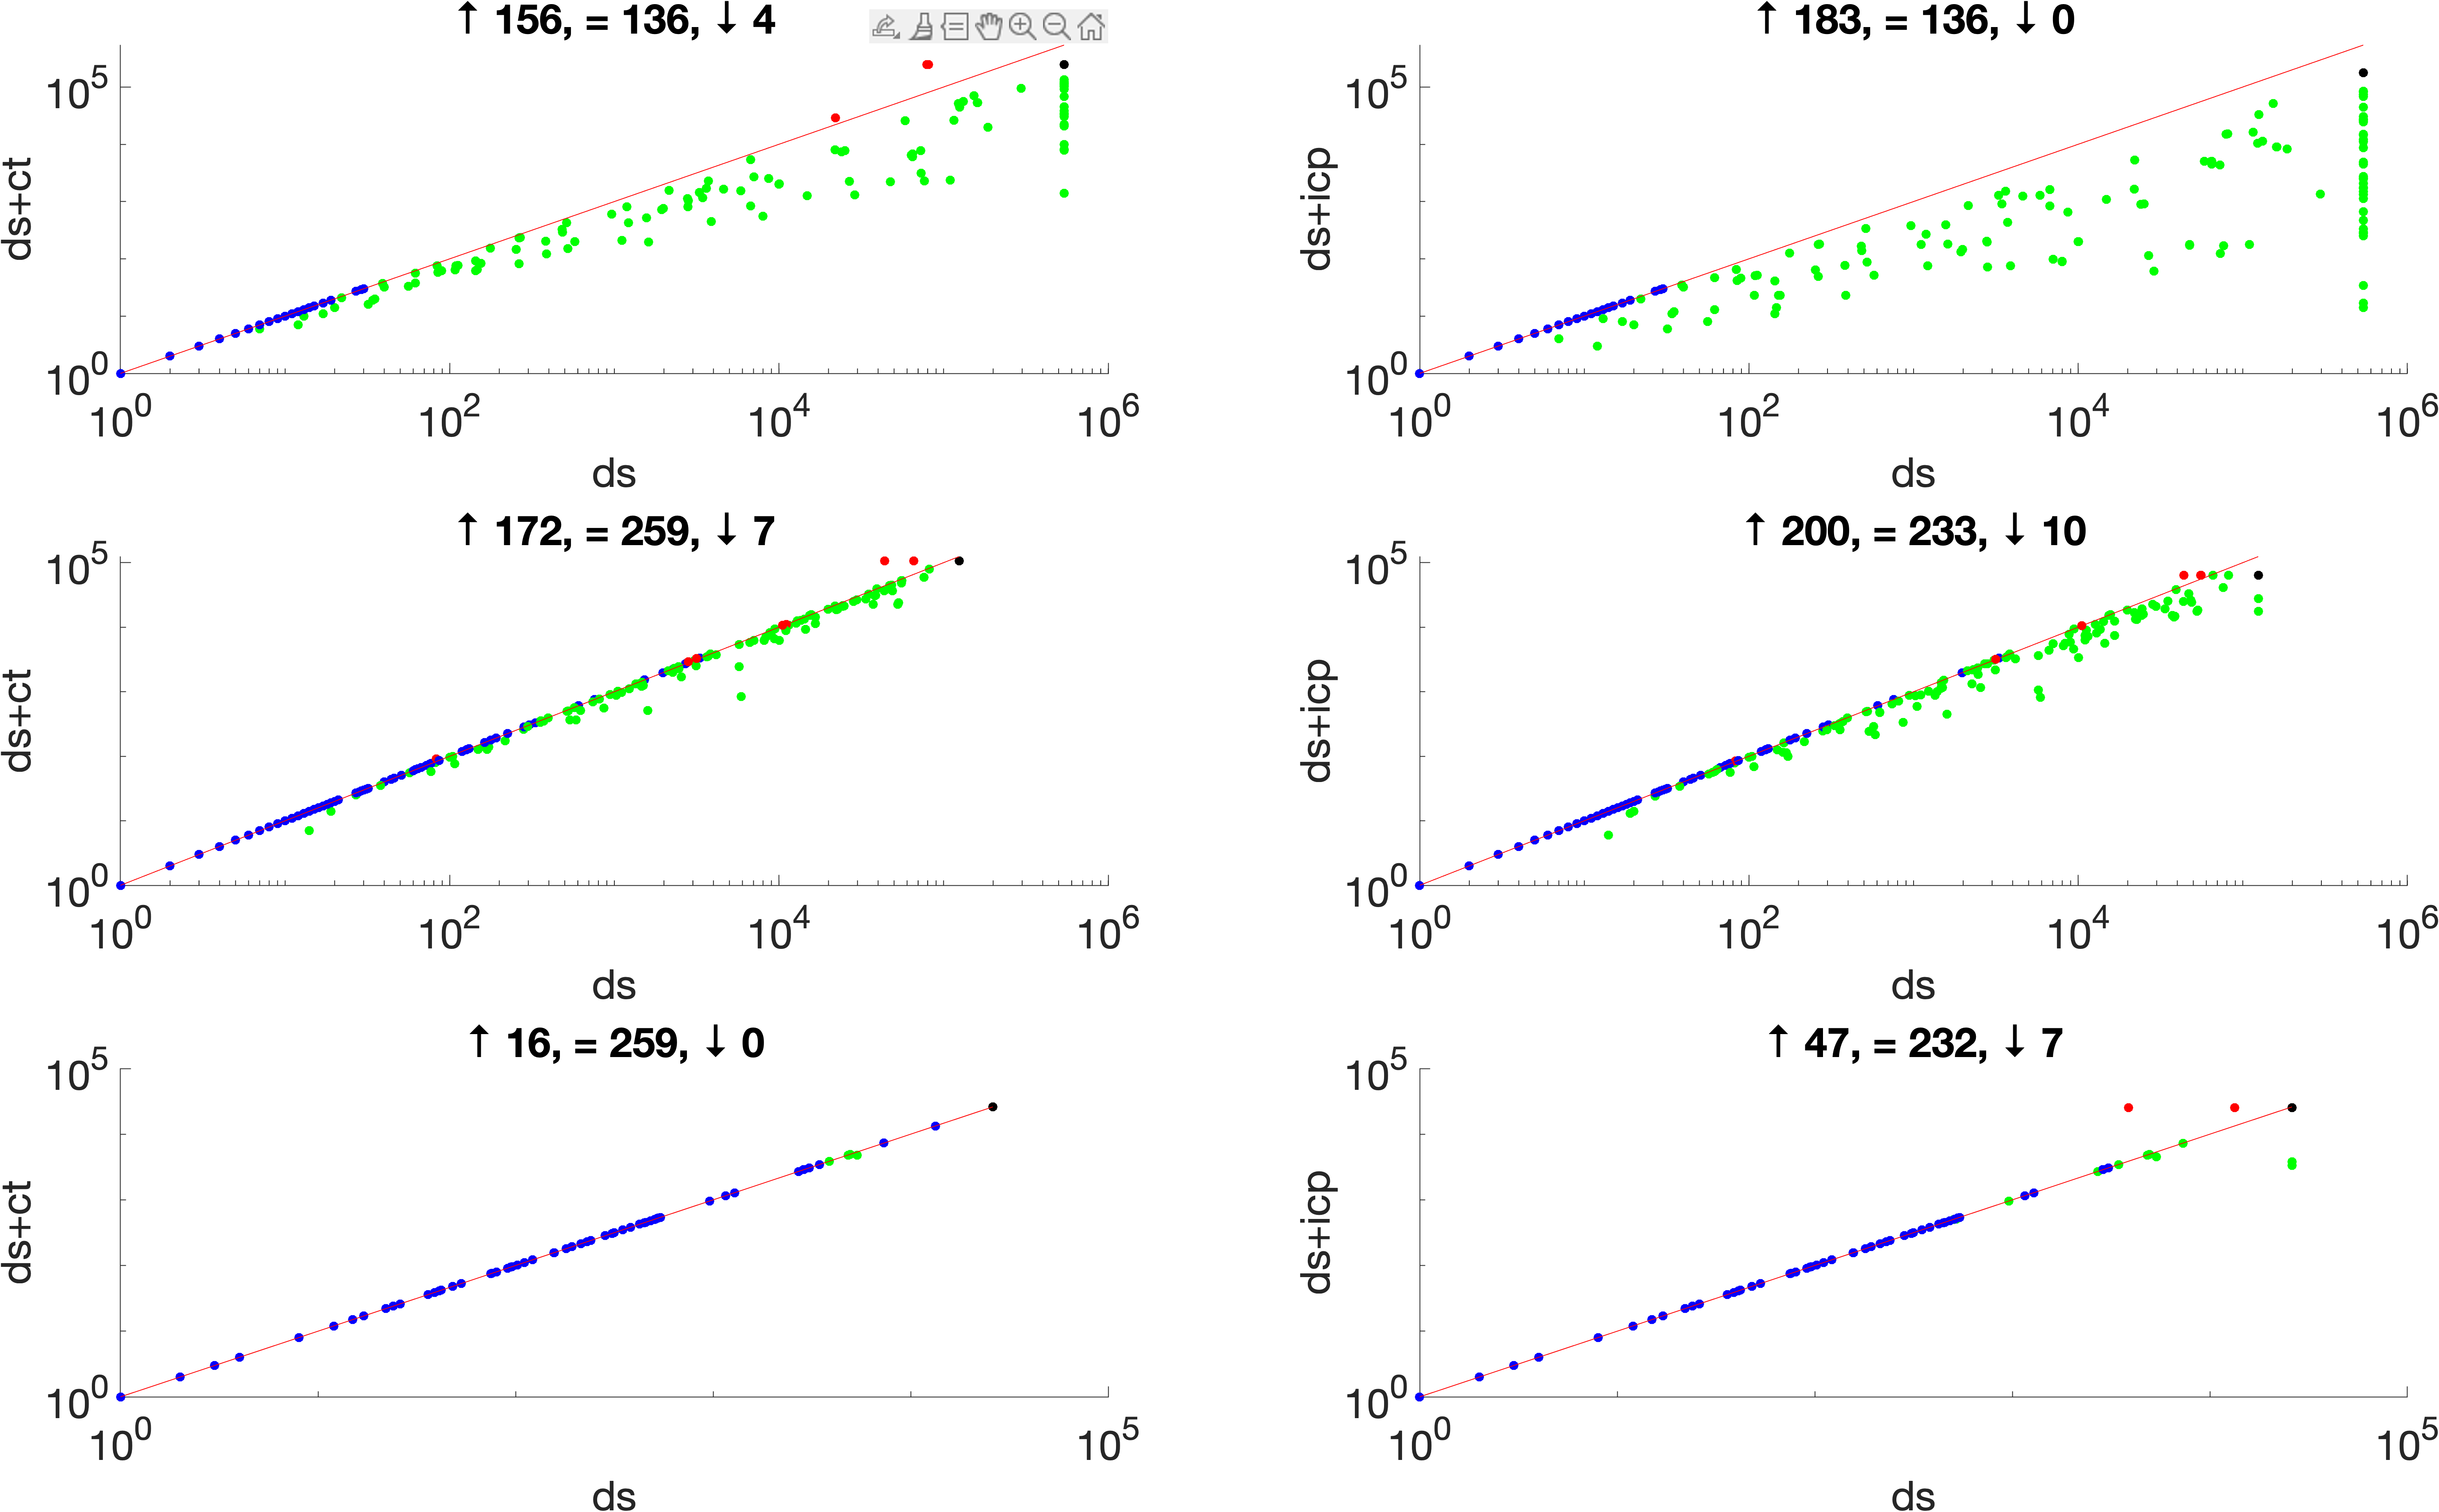 ↑ 156, = 136, ↓ 4
10^5
ds+ct
10^0
10^0 10^2 10^4 10^6
ds
↑ 183, = 136, ↓ 0
10^5
ds+icp
10^0
10^0 10^2 10^4 10^6
ds
↑ 172, = 259, ↓ 7
10^5
ds+ct
10^0
10^0 10^2 10^4 10^6
ds
↑ 200, = 233, ↓ 10
10^5
ds+icp
10^0
10^0 10^2 10^4 10^6
ds
↑ 16, = 259, ↓ 0
10^5
ds+ct
10^0
10^0 10^5
ds
↑ 47, = 232, ↓ 7
10^5
ds+icp
10^0
10^0 10^5
ds